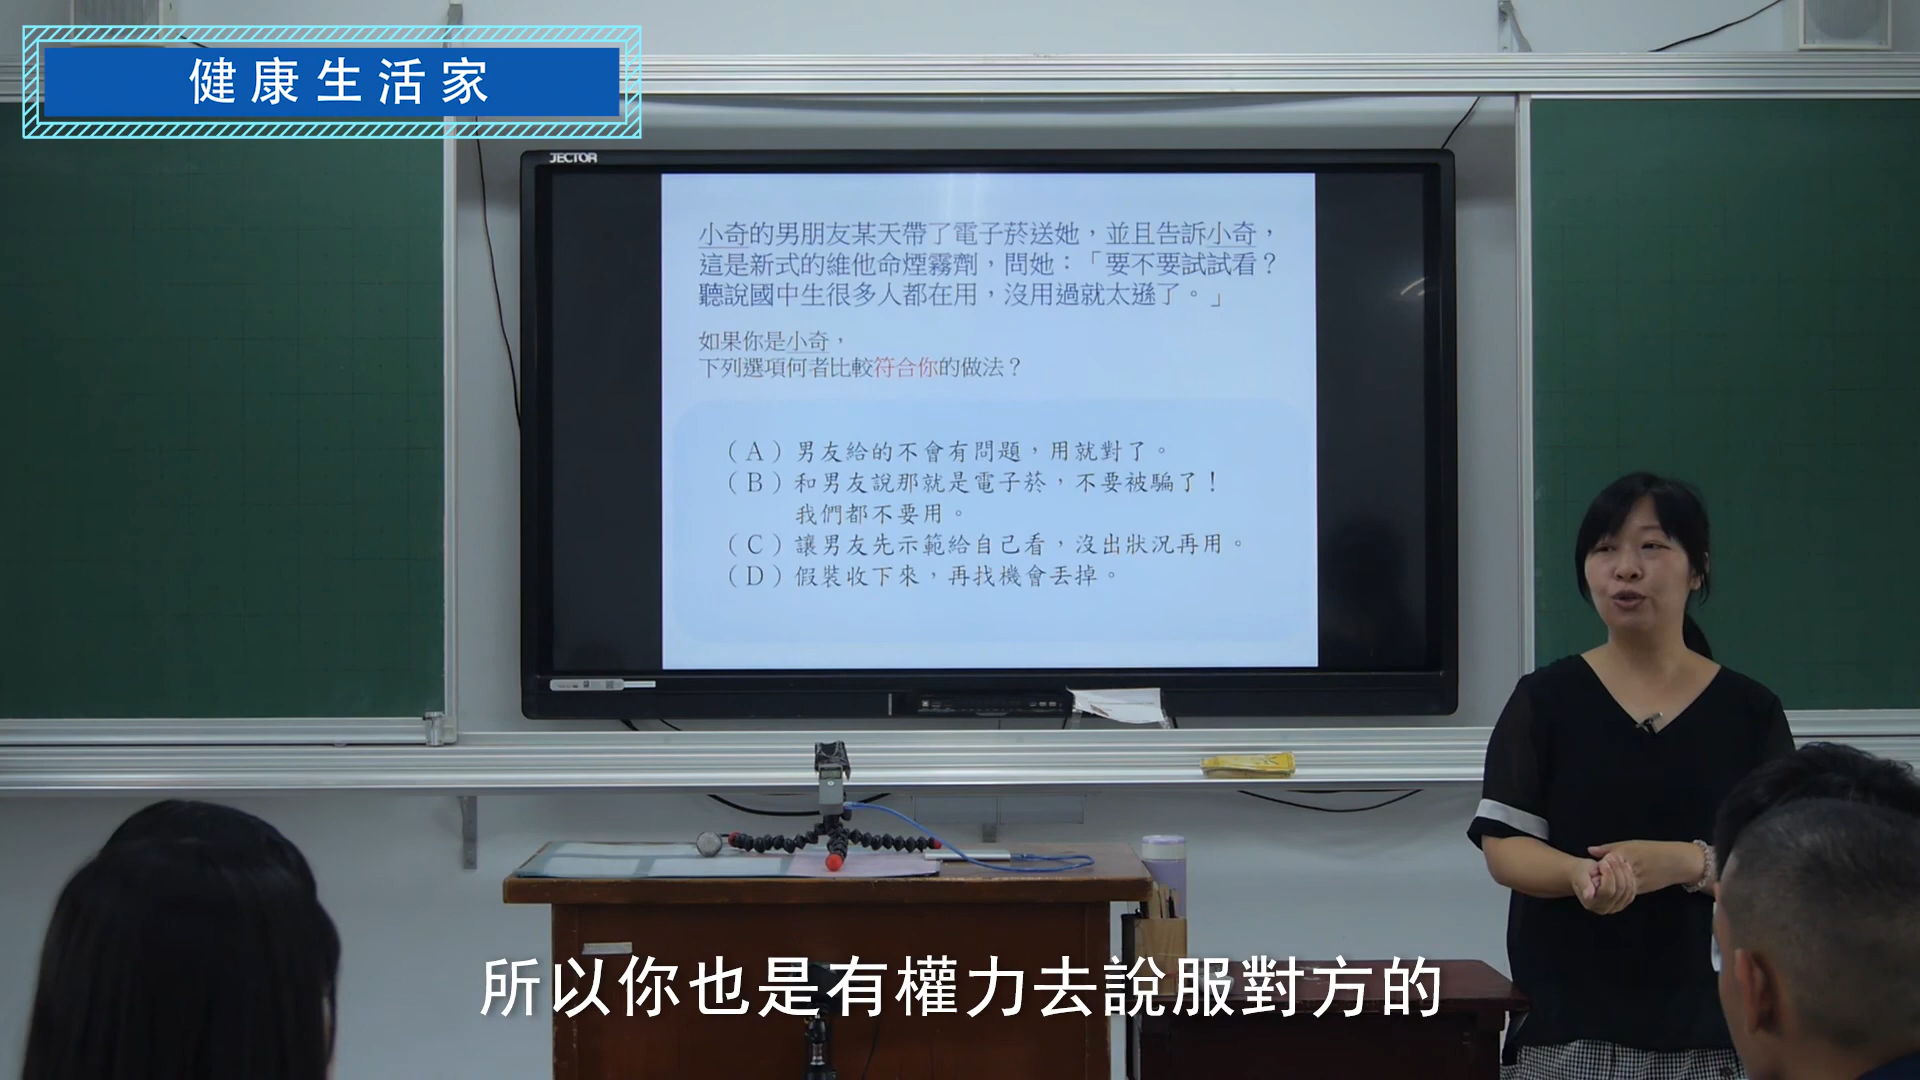 健康生活家
JECTOR
小奇的男朋友某天帶了電子菸送她，並且告訴小奇，
這是新式的維他命煙霧劑，問她：「要不要試試看？
聽說國中生很多人都在用，沒用過就太遜了。」
如果你是小奇，
下列選項何者比較符合你的做法？
（A）男友給的不會有問題，用就對了。
（B）和男友說那就是電子菸，不要被騙了！
我們都不要用。
（C）讓男友先示範給自己看，沒出狀況再用。
（D）假裝收下來，再找機會丟掉。
所以你也是有權力去說服對方的